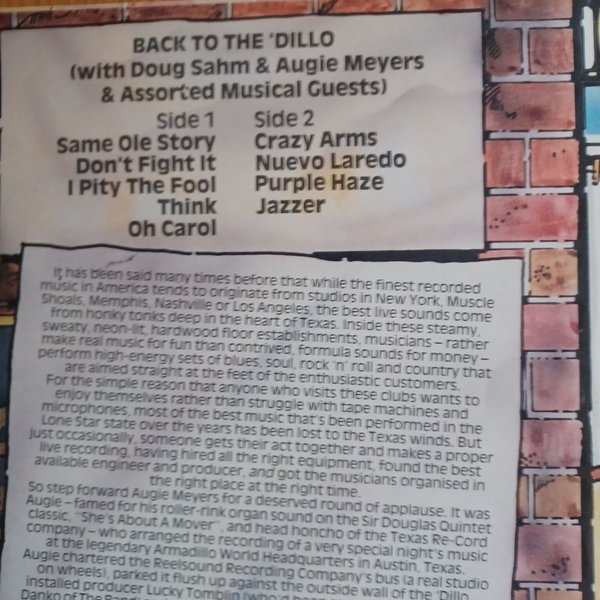 BACK TO THE 'DILLO
(with Doug Sahm & Augie Meyers
& Assorted Musical Guests)
Side 1
Same Ole Story
Don't Fight It
I Pity The Fool
Think
Oh Carol
Side 2
Crazy Arms
Nuevo Laredo
Purple Haze
Jazzer
It has been said many times before that while the finest recorded
music in America tends to originate from studios in New York, Muscle
Shoals, Memphis, Nashville or Los Angeles, the best live sounds come
from honky tonks deep in the heart of Texas. Inside these steamy,
sweaty, neon-lit, hardwood floor establishments, musicians – rather
make real music for fun than contrived, formula sounds for money –
perform high-energy sets of blues, soul, rock 'n' roll and country that
are aimed straight at the feet of the enthusiastic customers.
For the simple reason that anyone who visits these clubs wants to
enjoy themselves rather than struggle with tape machines and
microphones, most of the best music that's been performed in the
Lone Star state over the years has been lost to the Texas winds. But
just occasionally, someone gets their act together and makes a proper
live recording, having hired all the right equipment, found the best
available engineer and producer, and got the musicians organised in
the right place at the right time.
So step forward Augie Meyers for a deserved round of applause. It was
Augie – famed for his roller-rink organ sound on the Sir Douglas Quintet
classic, "She's About A Mover", and head honcho of the Texas Re-Cord
company – who arranged the recording of a very special night's music
at the legendary Armadillo World Headquarters in Austin, Texas.
Augie chartered the Reelsound Recording Company's bus (a real studio
on wheels), parked it flush up against the outside wall of the 'Dillo,
installed producer Lucky Tomblin (who'd
Danko of The